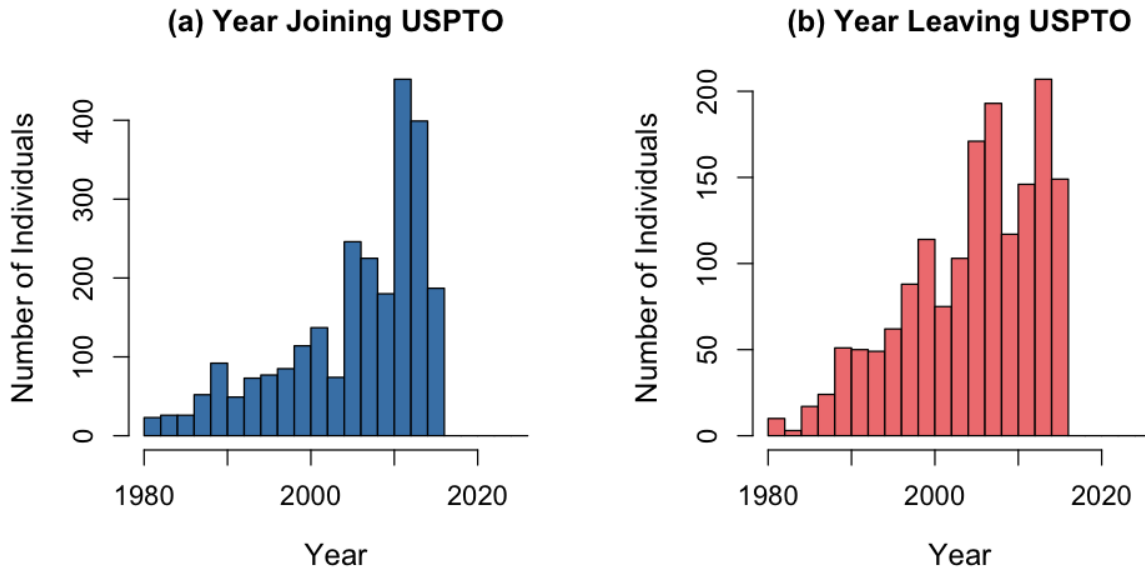 (a) Year Joining USPTO
Number of Individuals
400
300
200
100
0
1980
2000
2020
Year
(b) Year Leaving USPTO
Number of Individuals
200
150
100
50
0
1980
2000
2020
Year